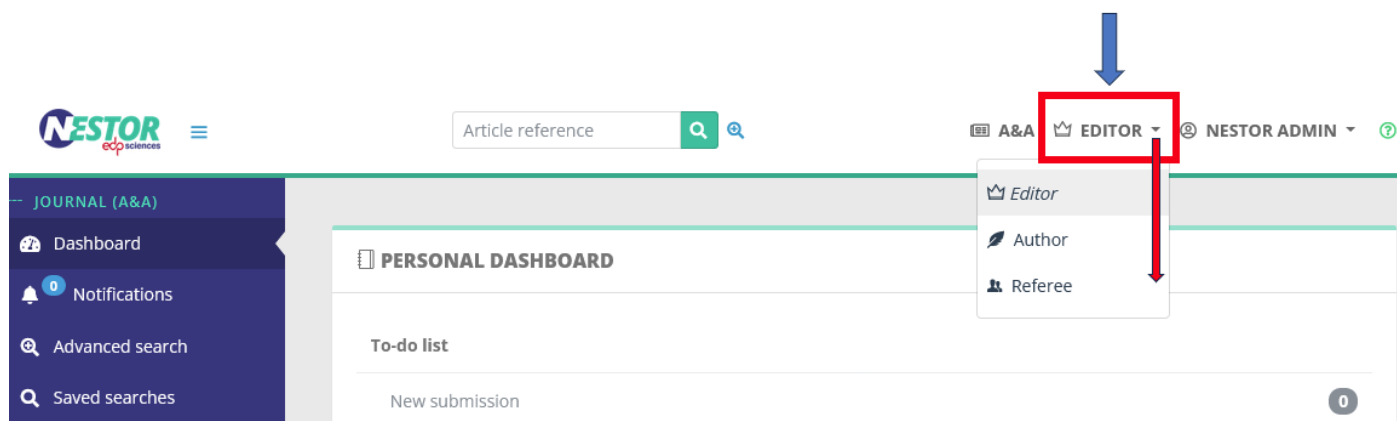 NESTOR
edp sciences
Article reference
A&A
EDITOR
NESTOR ADMIN
JOURNAL (A&A)
Dashboard
0
Notifications
Advanced search
Saved searches
PERSONAL DASHBOARD
To-do list
New submission
0
Editor
Author
Referee